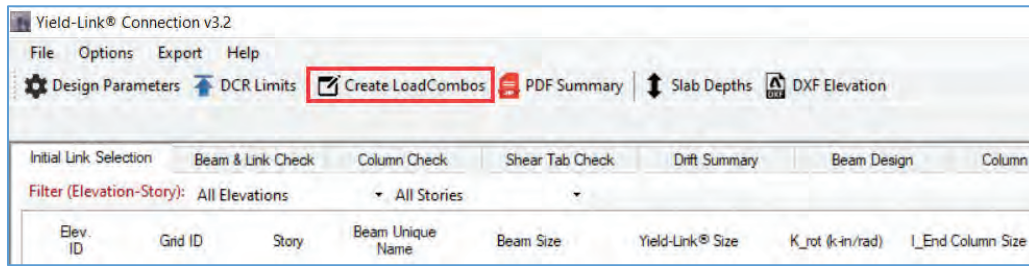 Yield-Link® Connection v3.2
File Options Export Help
Design Parameters DCR Limits Create LoadCombos PDF Summary Slab Depths DXF DXF Elevation
Initial Link Selection Beam & Link Check Column Check Shear Tab Check Drift Summary Beam Design Column
Filter (Elevation-Story): All Elevations All Stories
Elev. ID Grid ID Story Beam Unique Name Beam Size Yield-Link® Size K_rot (k-in/rad) I_End Column Size